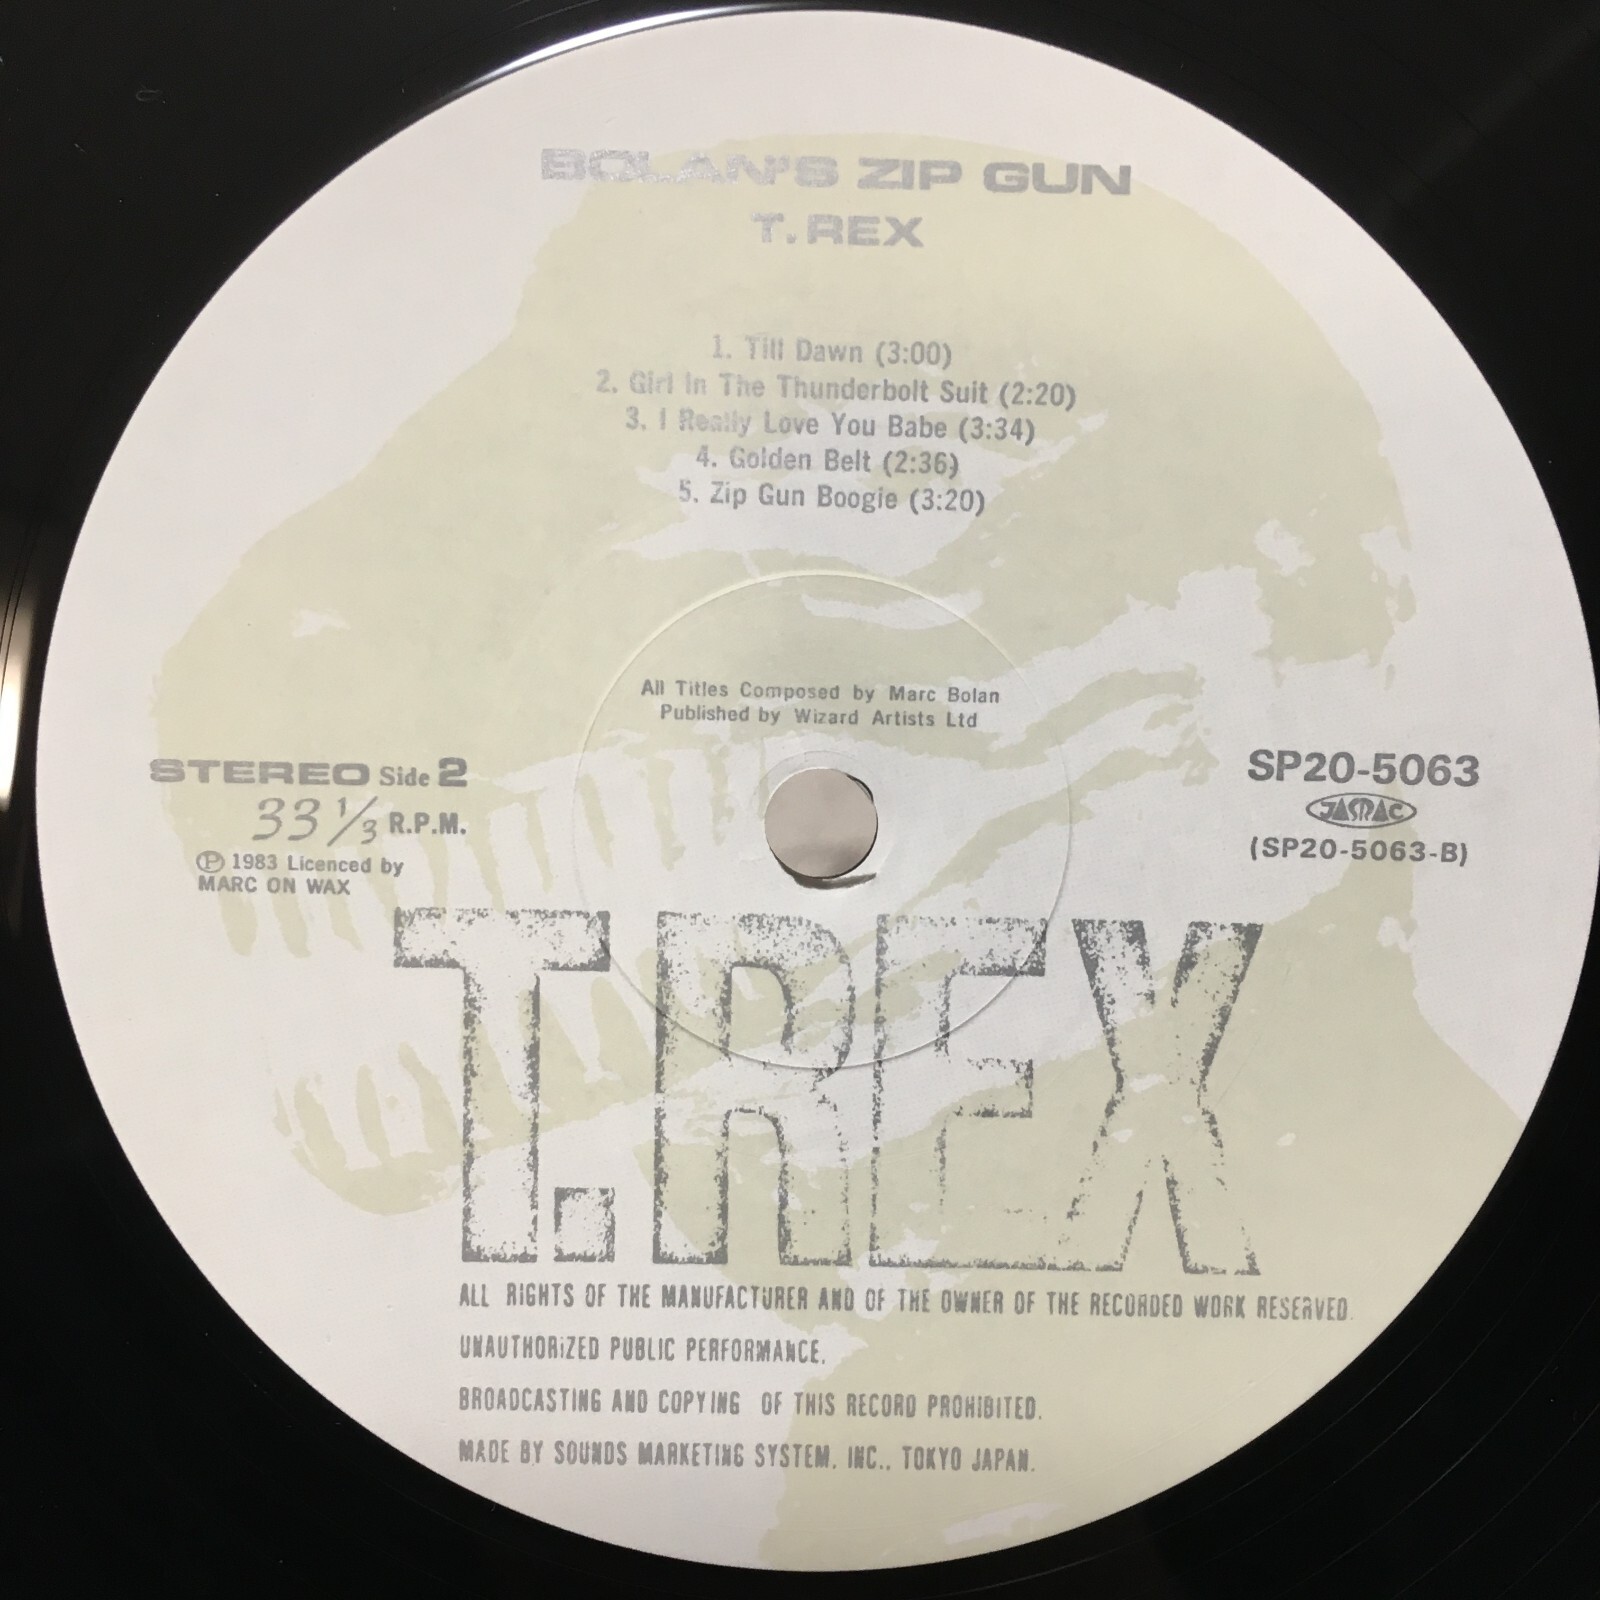 BOLAN'S ZIP GUN
T. REX
1. Till Dawn (3:00)
2. Girl In The Thunderbolt Suit (2:20)
3. I Really Love You Babe (3:34)
4. Golden Belt (2:36)
5. Zip Gun Boogie (3:20)
All Titles Composed by Marc Bolan
Published by Wizard Artists Ltd
STEREO Side 2
33 1/3 R.P.M.
Ⓟ 1983 Licenced by
MARC ON WAX
SP20-5063
JASRAC
(SP20-5063-B)
T.REX
ALL RIGHTS OF THE MANUFACTURER AND OF THE OWNER OF THE RECORDED WORK RESERVED.
UNAUTHORIZED PUBLIC PERFORMANCE.
BROADCASTING AND COPYING OF THIS RECORD PROHIBITED.
MADE BY SOUNDS MARKETING SYSTEM. INC.. TOKYO JAPAN.